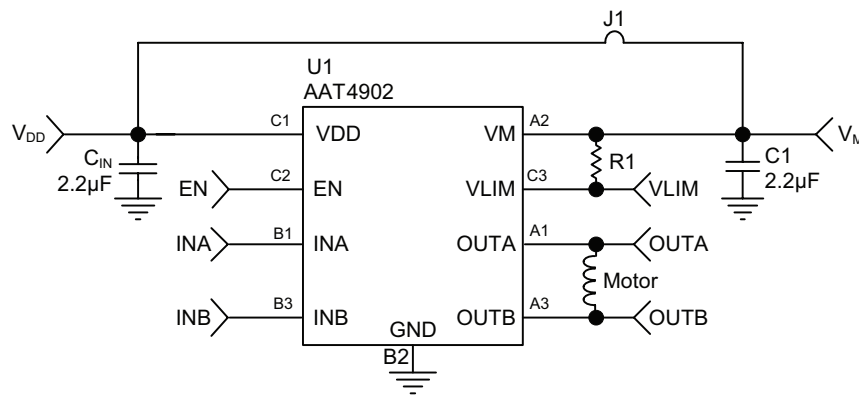 J1
U1
AAT4902
VDD
C1
VDD
VM
A2
VM
CIN
2.2µF
R1
C1
2.2µF
EN
C2
EN
VLIM
C3
VLIM
INA
B1
INA
OUTA
A1
OUTA
Motor
INB
B3
INB
OUTB
A3
OUTB
GND
B2